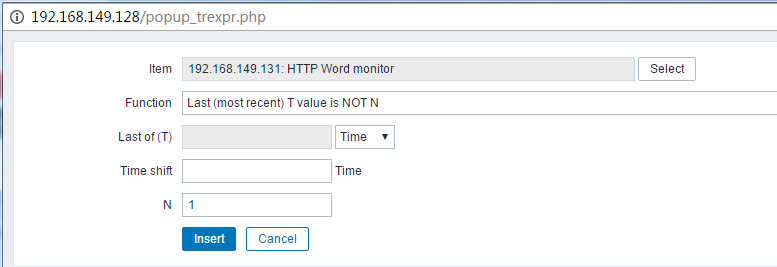 192.168.149.128/popup_trexpr.php
Item 192.168.149.131: HTTP Word monitor Select
Function Last (most recent) T value is NOT N
Last of (T) Time
Time shift Time
N 1
Insert Cancel